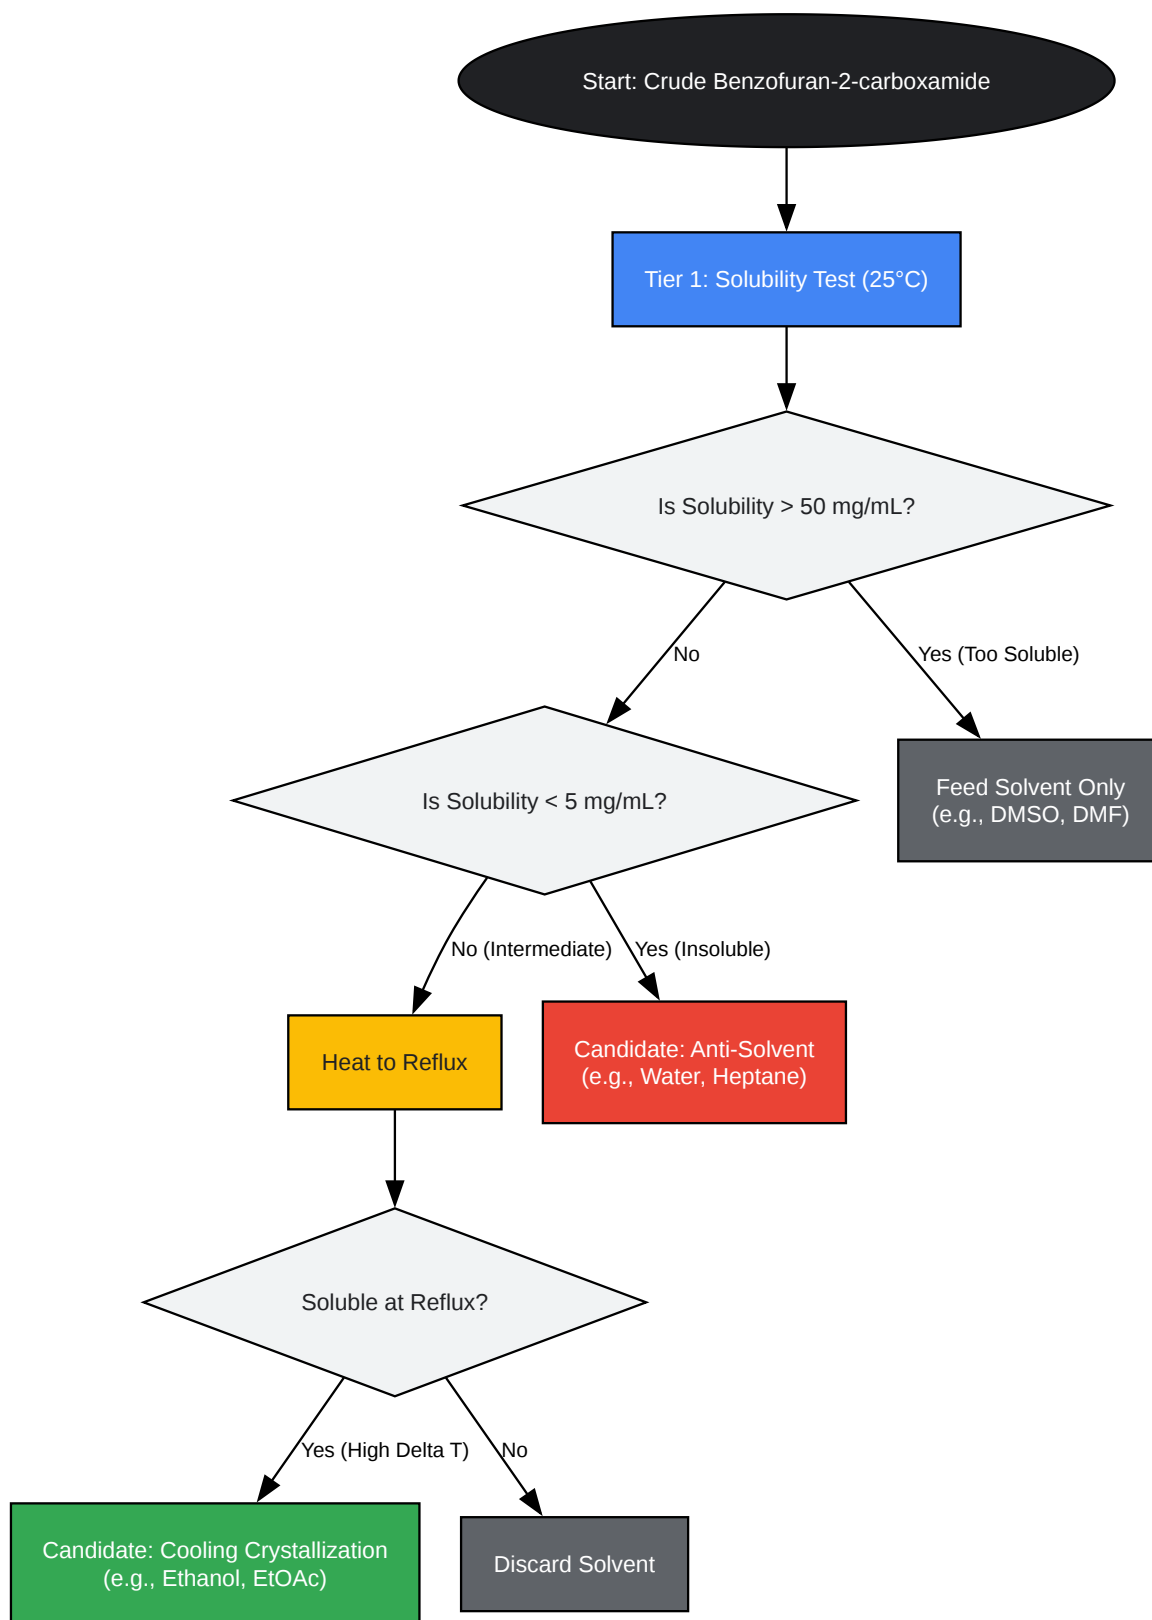 Start: Crude Benzofuran-2-carboxamide
Tier 1: Solubility Test (25°C)
Is Solubility > 50 mg/mL?
No
Yes (Too Soluble)
Is Solubility < 5 mg/mL?
Feed Solvent Only
(e.g., DMSO, DMF)
No (Intermediate)
Yes (Insoluble)
Heat to Reflux
Candidate: Anti-Solvent
(e.g., Water, Heptane)
Soluble at Reflux?
Yes (High Delta T)
No
Candidate: Cooling Crystallization
(e.g., Ethanol, EtOAc)
Discard Solvent